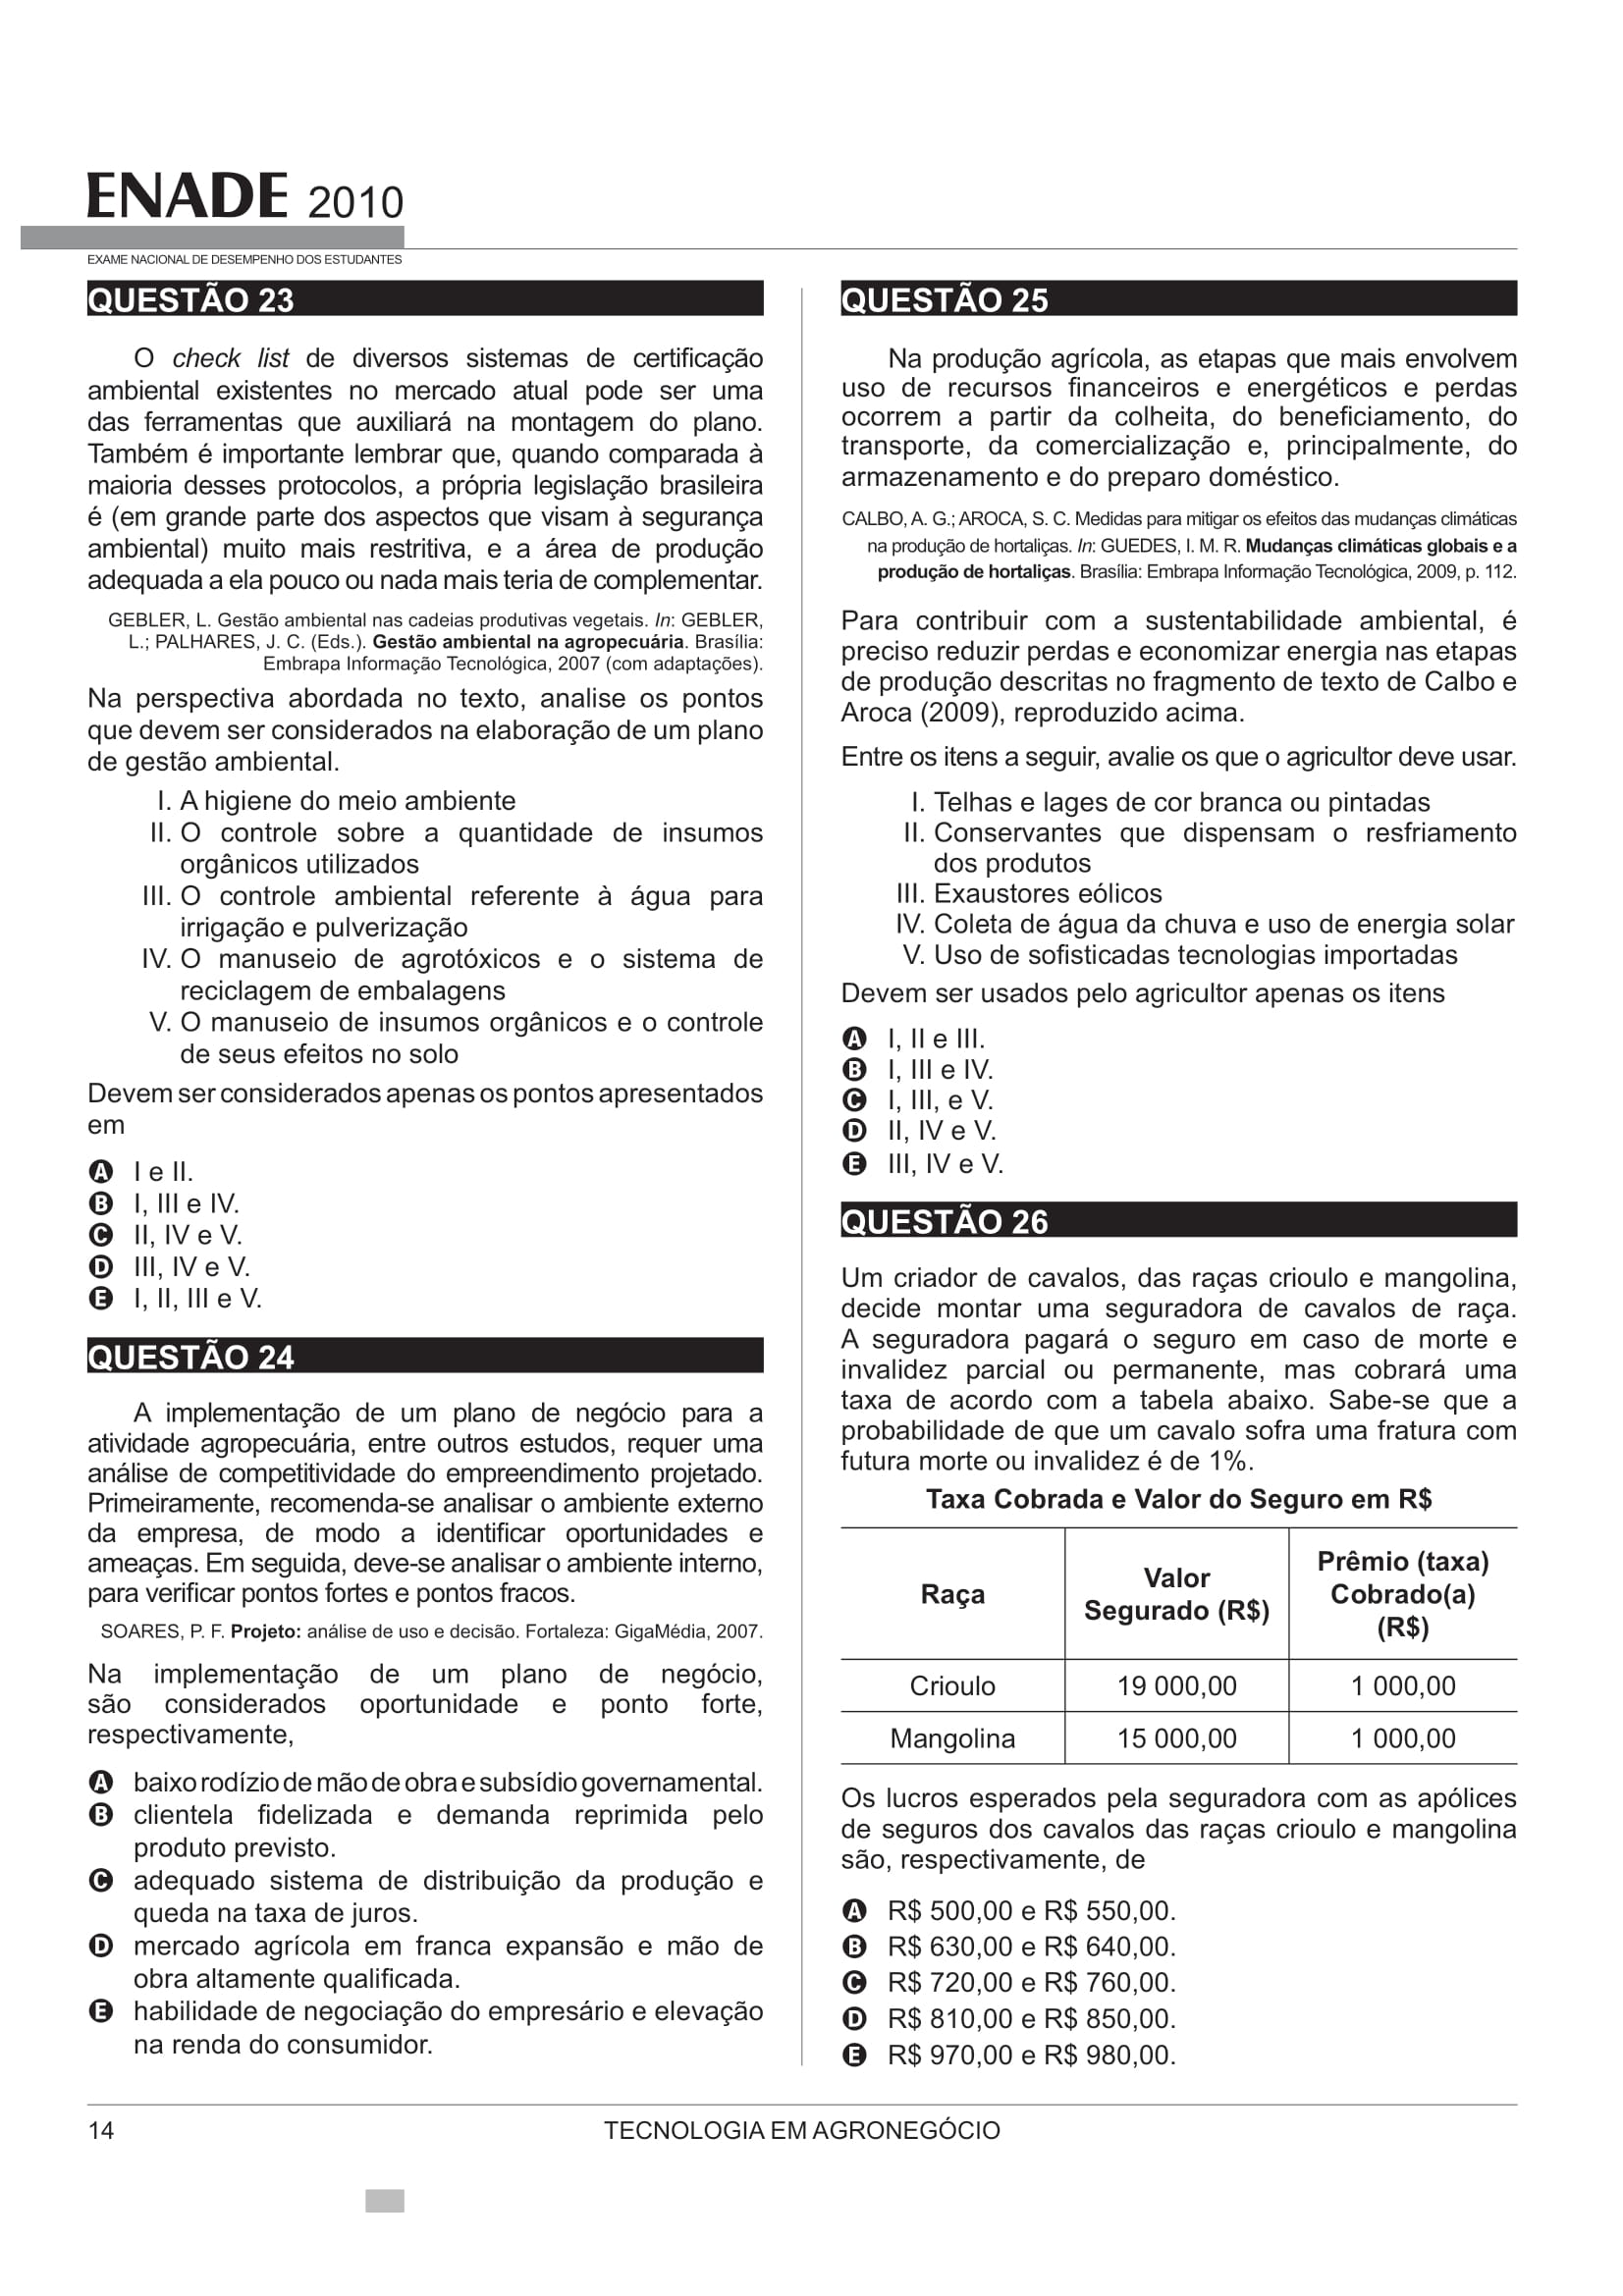 ENADE 2010
EXAME NACIONAL DE DESEMPENHO DOS ESTUDANTES
QUESTÃO 23
O check list de diversos sistemas de certificação
ambiental existentes no mercado atual pode ser uma
das ferramentas que auxiliará na montagem do plano.
Também é importante lembrar que, quando comparada à
maioria desses protocolos, a própria legislação brasileira
é (em grande parte dos aspectos que visam à segurança
ambiental) muito mais restritiva, e a área de produção
adequada a ela pouco ou nada mais teria de complementar.
GEBLER, L. Gestão ambiental nas cadeias produtivas vegetais. In: GEBLER,
L.; PALHARES, J. C. (Eds.). Gestão ambiental na agropecuária. Brasília:
Embrapa Informação Tecnológica, 2007 (com adaptações).
Na perspectiva abordada no texto, analise os pontos
que devem ser considerados na elaboração de um plano
de gestão ambiental.
I. A higiene do meio ambiente
II. O controle sobre a quantidade de insumos
orgânicos utilizados
III. O controle ambiental referente à água para
irrigação e pulverização
IV. O manuseio de agrotóxicos e o sistema de
reciclagem de embalagens
V. O manuseio de insumos orgânicos e o controle
de seus efeitos no solo
Devem ser considerados apenas os pontos apresentados
em
A I e II.
B I, III e IV.
C II, IV e V.
D III, IV e V.
E I, II, III e V.
QUESTÃO 24
A implementação de um plano de negócio para a
atividade agropecuária, entre outros estudos, requer uma
análise de competitividade do empreendimento projetado.
Primeiramente, recomenda-se analisar o ambiente externo
da empresa, de modo a identificar oportunidades e
ameaças. Em seguida, deve-se analisar o ambiente interno,
para verificar pontos fortes e pontos fracos.
SOARES, P. F. Projeto: análise de uso e decisão. Fortaleza: GigaMédia, 2007.
Na implementação de um plano de negócio,
são considerados oportunidade e ponto forte,
respectivamente,
A baixo rodízio de mão de obra e subsídio governamental.
B clientela fidelizada e demanda reprimida pelo
produto previsto.
C adequado sistema de distribuição da produção e
queda na taxa de juros.
D mercado agrícola em franca expansão e mão de
obra altamente qualificada.
E habilidade de negociação do empresário e elevação
na renda do consumidor.
QUESTÃO 25
Na produção agrícola, as etapas que mais envolvem
uso de recursos financeiros e energéticos e perdas
ocorrem a partir da colheita, do beneficiamento, do
transporte, da comercialização e, principalmente, do
armazenamento e do preparo doméstico.
CALBO, A. G.; AROCA, S. C. Medidas para mitigar os efeitos das mudanças climáticas
na produção de hortaliças. In: GUEDES, I. M. R. Mudanças climáticas globais e a
produção de hortaliças. Brasília: Embrapa Informação Tecnológica, 2009, p. 112.
Para contribuir com a sustentabilidade ambiental, é
preciso reduzir perdas e economizar energia nas etapas
de produção descritas no fragmento de texto de Calbo e
Aroca (2009), reproduzido acima.
Entre os itens a seguir, avalie os que o agricultor deve usar.
I. Telhas e lages de cor branca ou pintadas
II. Conservantes que dispensam o resfriamento
dos produtos
III. Exaustores eólicos
IV. Coleta de água da chuva e uso de energia solar
V. Uso de sofisticadas tecnologias importadas
Devem ser usados pelo agricultor apenas os itens
A I, II e III.
B I, III e IV.
C I, III, e V.
D II, IV e V.
E III, IV e V.
QUESTÃO 26
Um criador de cavalos, das raças crioulo e mangolina,
decide montar uma seguradora de cavalos de raça.
A seguradora pagará o seguro em caso de morte e
invalidez parcial ou permanente, mas cobrará uma
taxa de acordo com a tabela abaixo. Sabe-se que a
probabilidade de que um cavalo sofra uma fratura com
futura morte ou invalidez é de 1%.
Taxa Cobrada e Valor do Seguro em R$
Raça Valor Segurado (R$) Prêmio (taxa) Cobrado(a) (R$)
Crioulo 19 000,00 1 000,00
Mangolina 15 000,00 1 000,00
Os lucros esperados pela seguradora com as apólices
de seguros dos cavalos das raças crioulo e mangolina
são, respectivamente, de
A R$ 500,00 e R$ 550,00.
B R$ 630,00 e R$ 640,00.
C R$ 720,00 e R$ 760,00.
D R$ 810,00 e R$ 850,00.
E R$ 970,00 e R$ 980,00.
14
TECNOLOGIA EM AGRONEGÓCIO